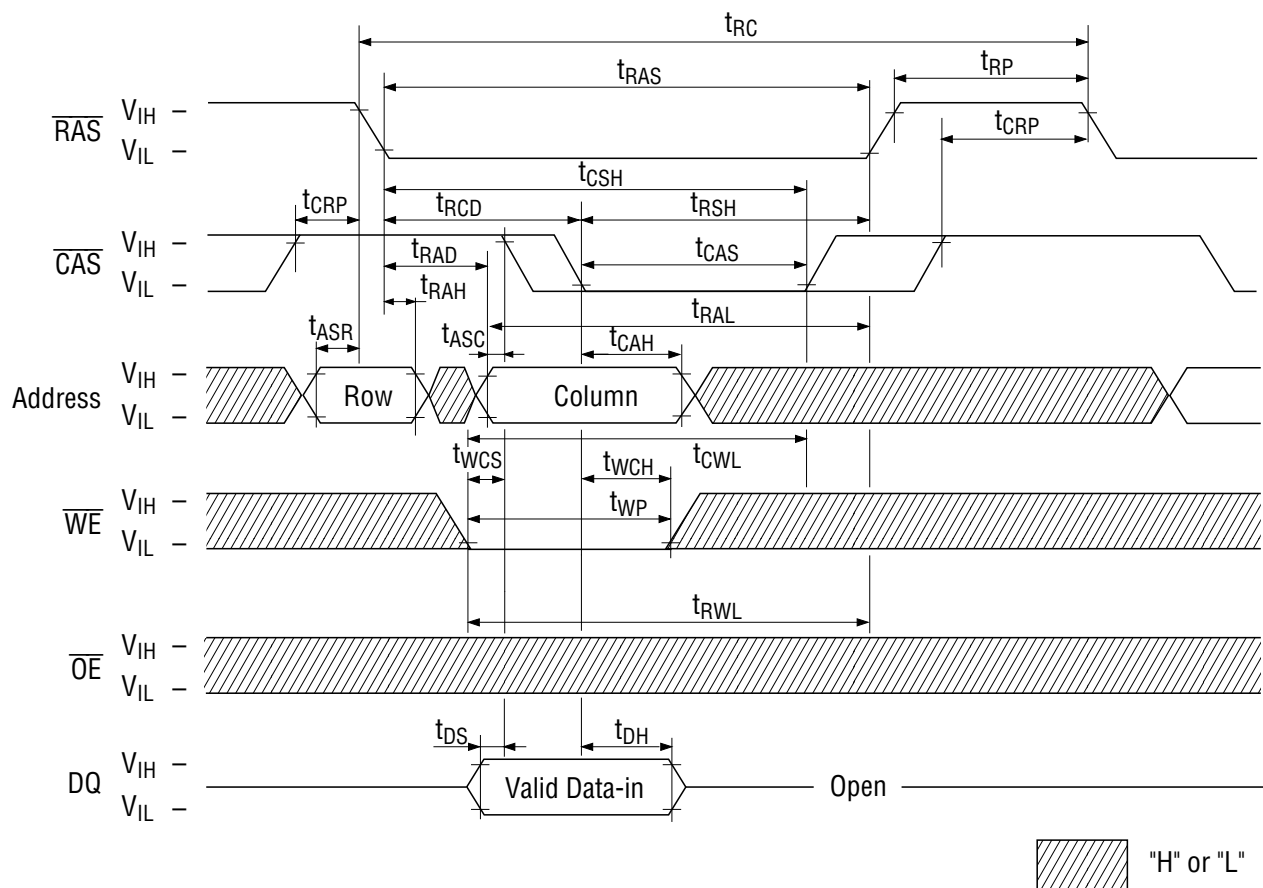 tRC
tRAS
tRP
RAS
VIH –
VIL –
tCRP
tCSH
tCRP
tRCD
tRSH
CAS
VIH –
VIL –
tRAD
tCAS
tRAH
tRAL
tASR
tASC
tCAH
Address
VIH –
VIL –
Row
Column
tWCS
tWCH
tCWL
WE
VIH –
VIL –
tWP
tRWL
OE
VIH –
VIL –
tDS
tDH
DQ
VIH –
VIL –
Valid Data-in
Open
"H" or "L"